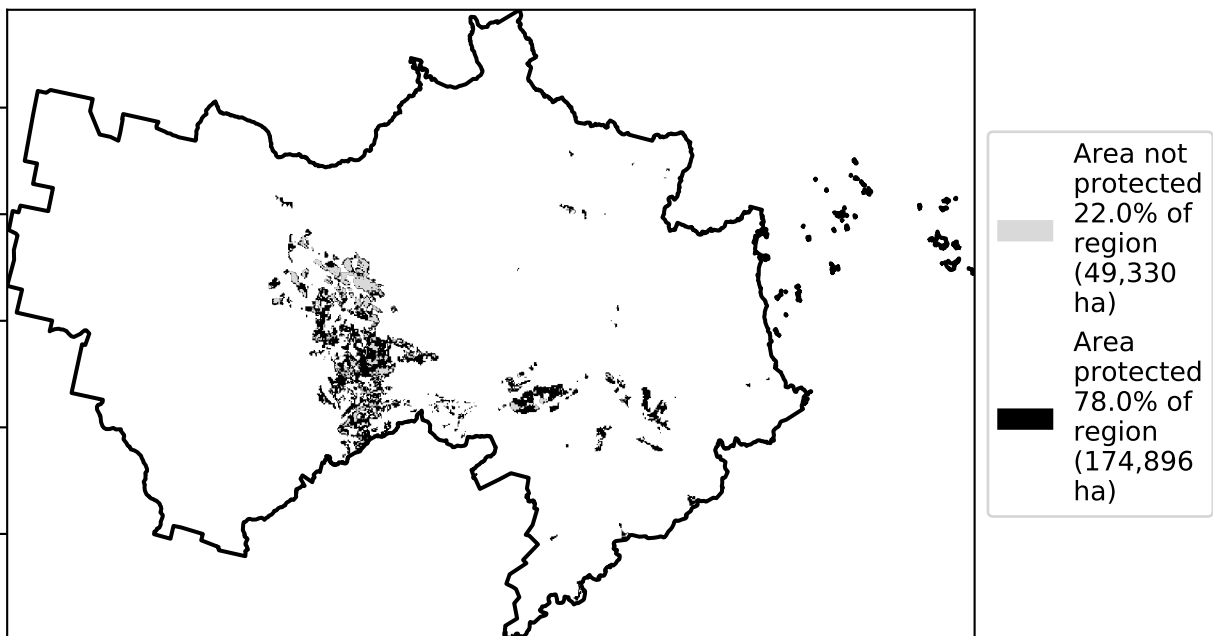 Area not
protected
22.0% of
region
(49,330
ha)
Area
protected
78.0% of
region
(174,896
ha)